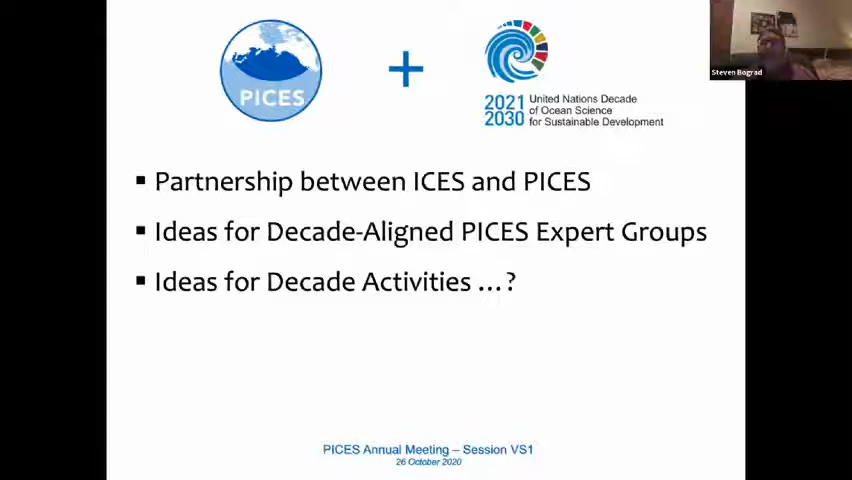 PICES
+
2021
2030
United Nations Decade
of Ocean Science
for Sustainable Development
Steven Bograd
▪ Partnership between ICES and PICES
▪ Ideas for Decade-Aligned PICES Expert Groups
▪ Ideas for Decade Activities …?
PICES Annual Meeting – Session VS1
26 October 2020